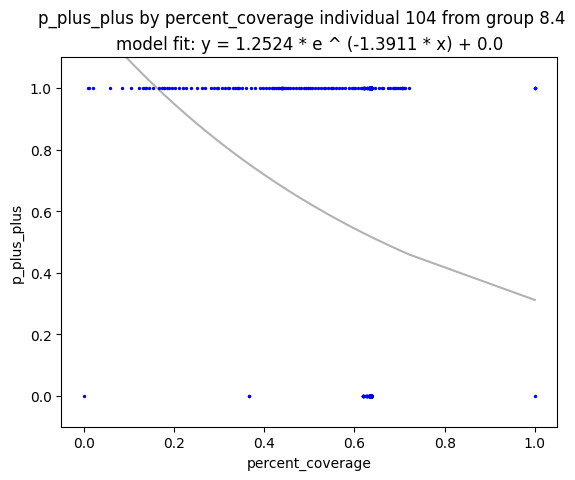 p_plus_plus by percent_coverage individual 104 from group 8.4
model fit: y = 1.2524 * e ^ (-1.3911 * x) + 0.0
1.0
0.8
0.6
0.4
0.2
0.0
p_plus_plus
0.0 0.2 0.4 0.6 0.8 1.0
percent_coverage